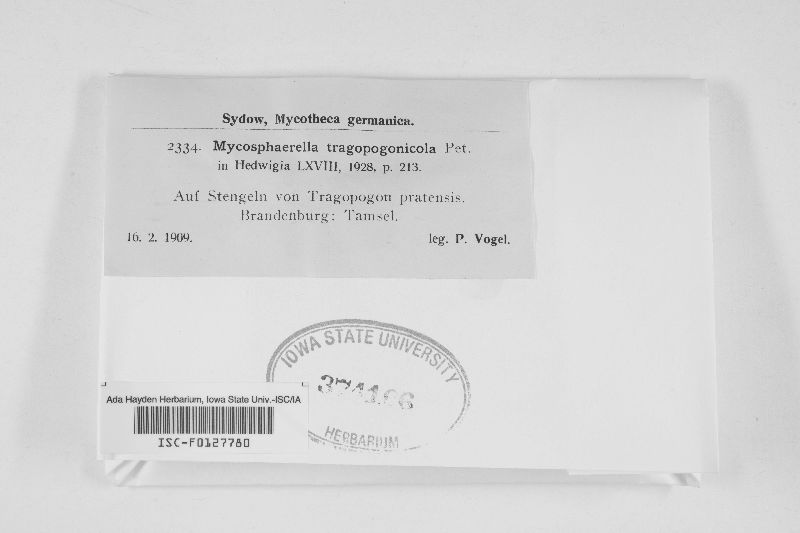 Sydow, Mycotheca germanica.
2334. Mycosphaerella tragopogonicola Pet.
in Hedwigia LXVIII, 1928, p. 213.
Auf Stengeln von Tragopogon pratensis.
Brandenburg: Tamsel.
16. 2. 1909. leg. P. Vogel.
IOWA STATE UNIVERSITY
HERBARIUM
Ada Hayden Herbarium, Iowa State Univ.-ISC/IA
ISC-F0127780